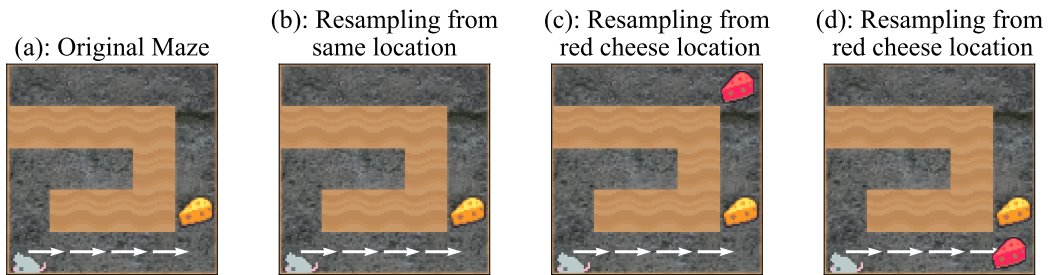 (a): Original Maze
(b): Resampling from
same location
(c): Resampling from
red cheese location
(d): Resampling from
red cheese location